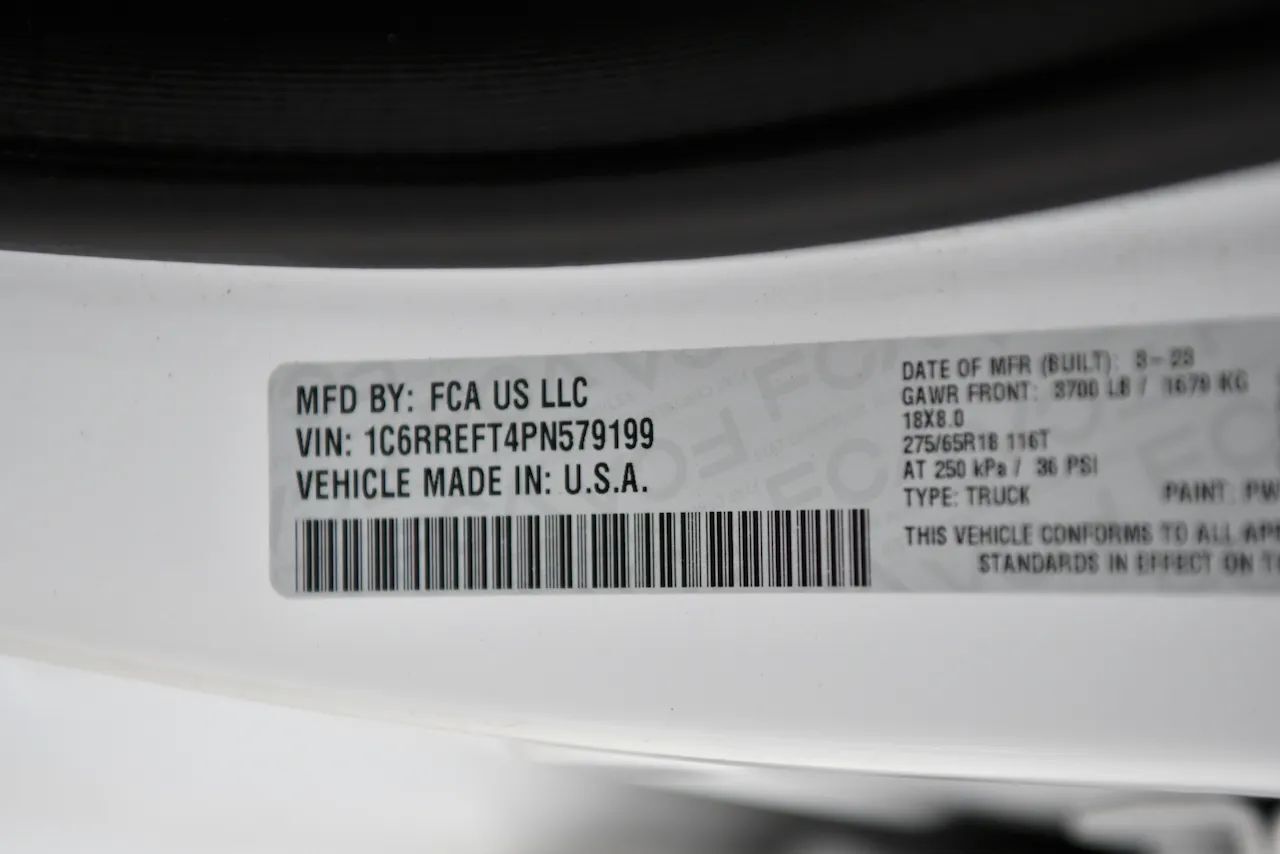 MFD BY: FCA US LLC
VIN: 1C6RREFT4PN579199
VEHICLE MADE IN: U.S.A.
DATE OF MFR (BUILT):
GAWR FRONT: 3700 LB / 1679 KG
18X8.0
275/65R18 116T
AT 250 kPa / 36 PSI
TYPE: TRUCK PAINT:
THIS VEHICLE CONFORMS TO ALL
STANDARDS IN EFFECT ON